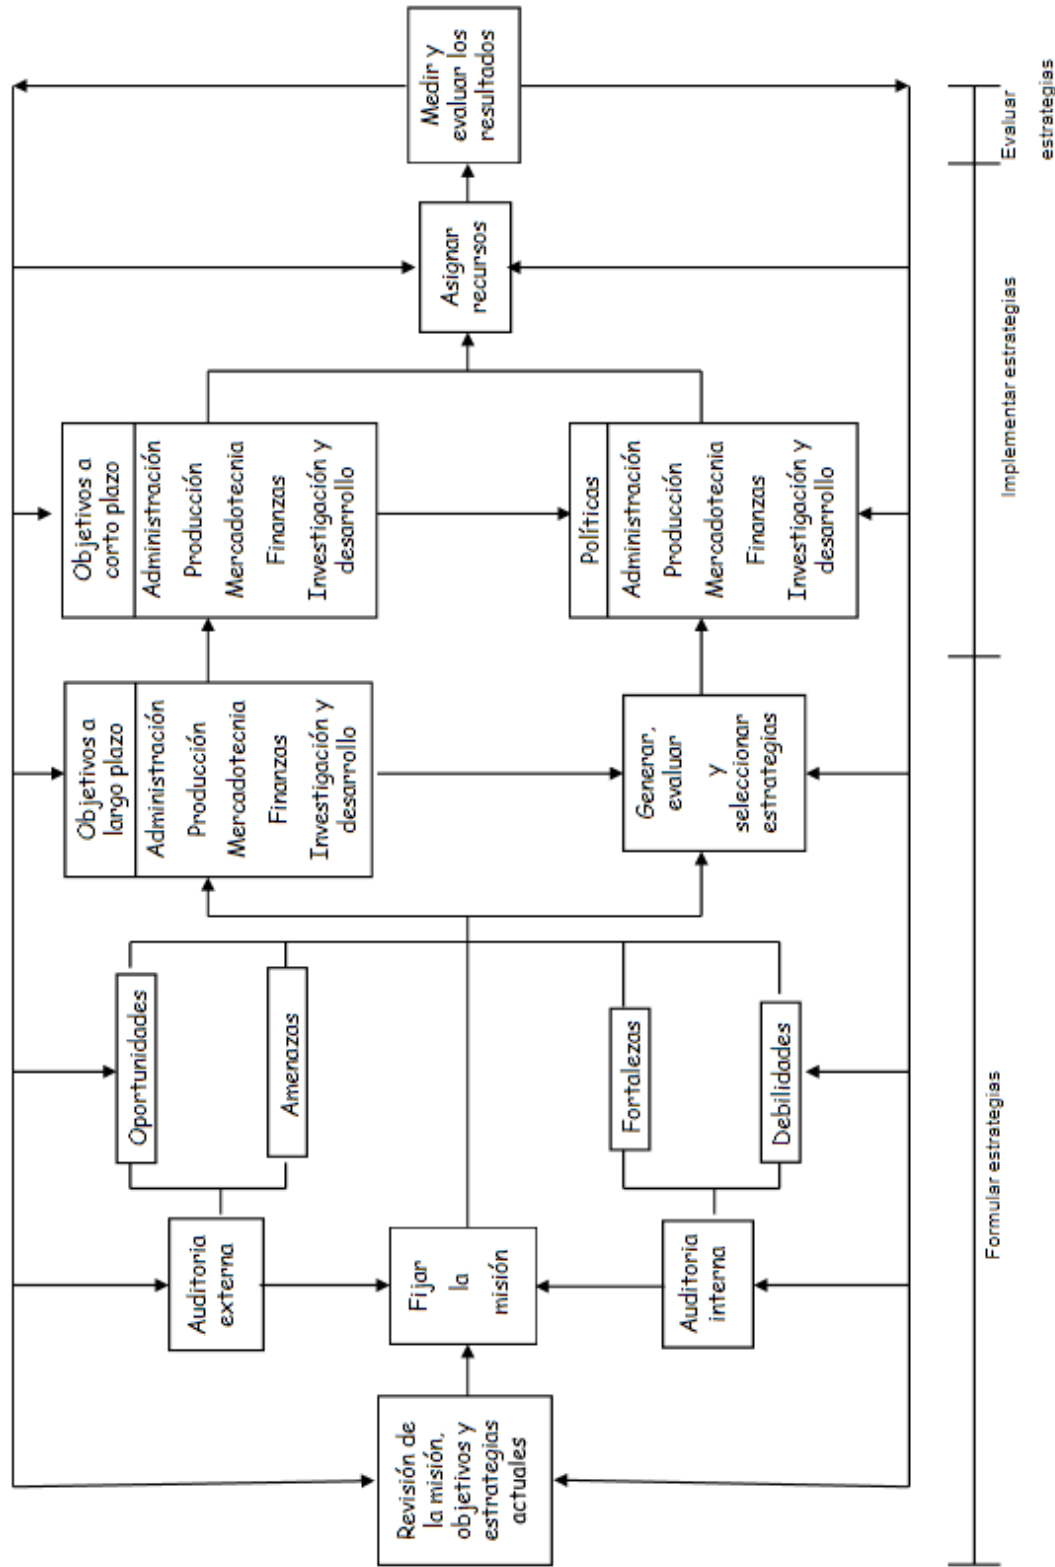 Revisión de
la misión,
objetivos y
estrategias
actuales
Auditoria
externa
Fijar
la
misión
Auditoria
interna
Oportunidades
Amenazas
Fortalezas
Debilidades
Objetivos a
largo plazo
Administración
Producción
Mercadotecnia
Finanzas
Investigación y
desarrollo
Generar,
evaluar
y
seleccionar
estrategias
Objetivos a
corto plazo
Administración
Producción
Mercadotecnia
Finanzas
Investigación y
desarrollo
Políticas
Administración
Producción
Mercadotecnia
Finanzas
Investigación y
desarrollo
Asignar
recursos
Medir y
evaluar los
resultados
Formular estrategias
Implementar estrategias
Evaluar
estrategias